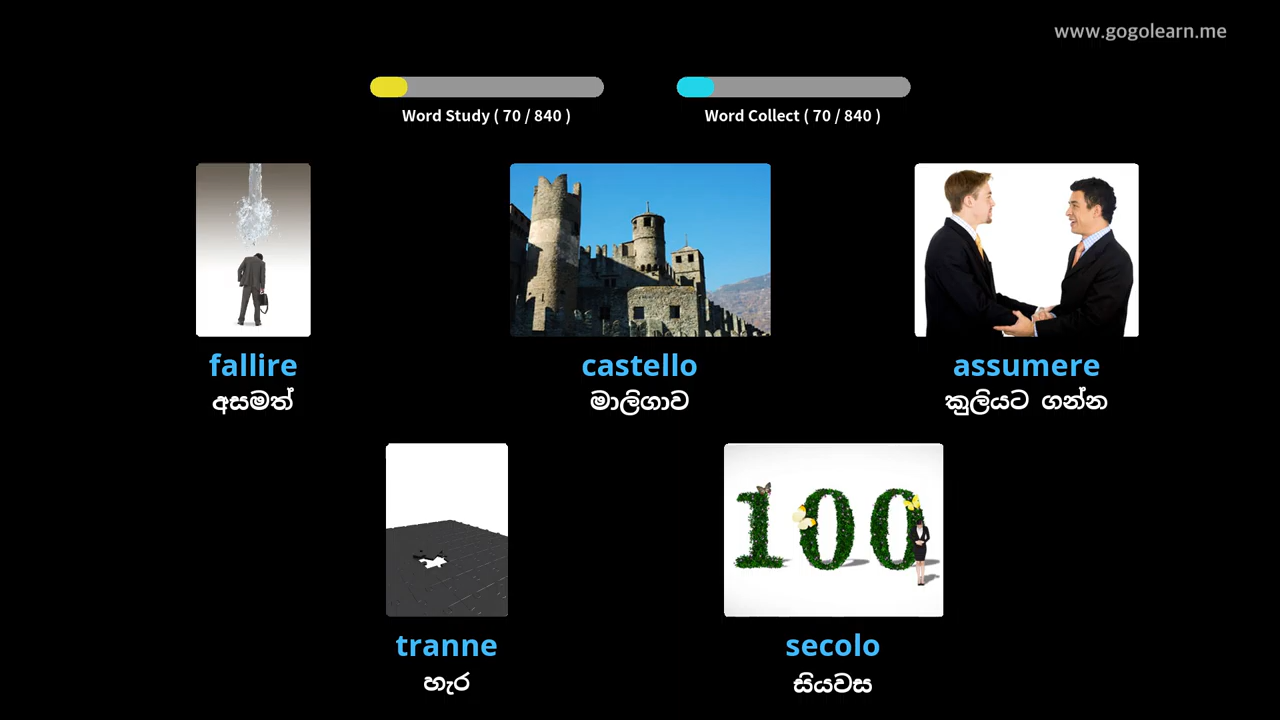 www.gogolearn.me
Word Study ( 70 / 840 )
Word Collect ( 70 / 840 )
fallire
අසමත්
castello
මාලිගාව
assumere
කුලියට ගන්න
tranne
හැර
secolo
සියවස
100